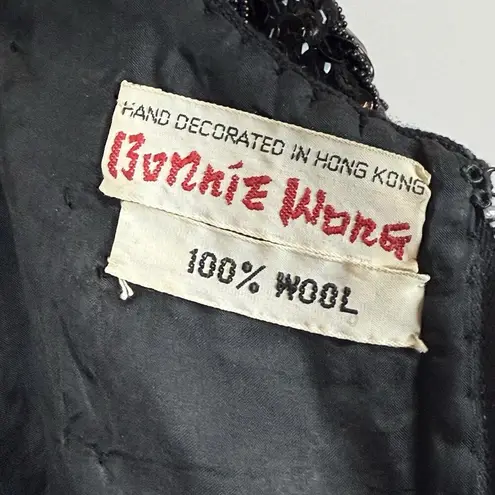 HAND DECORATED IN HONG KONG
BONNIE WONG
100% WOOL